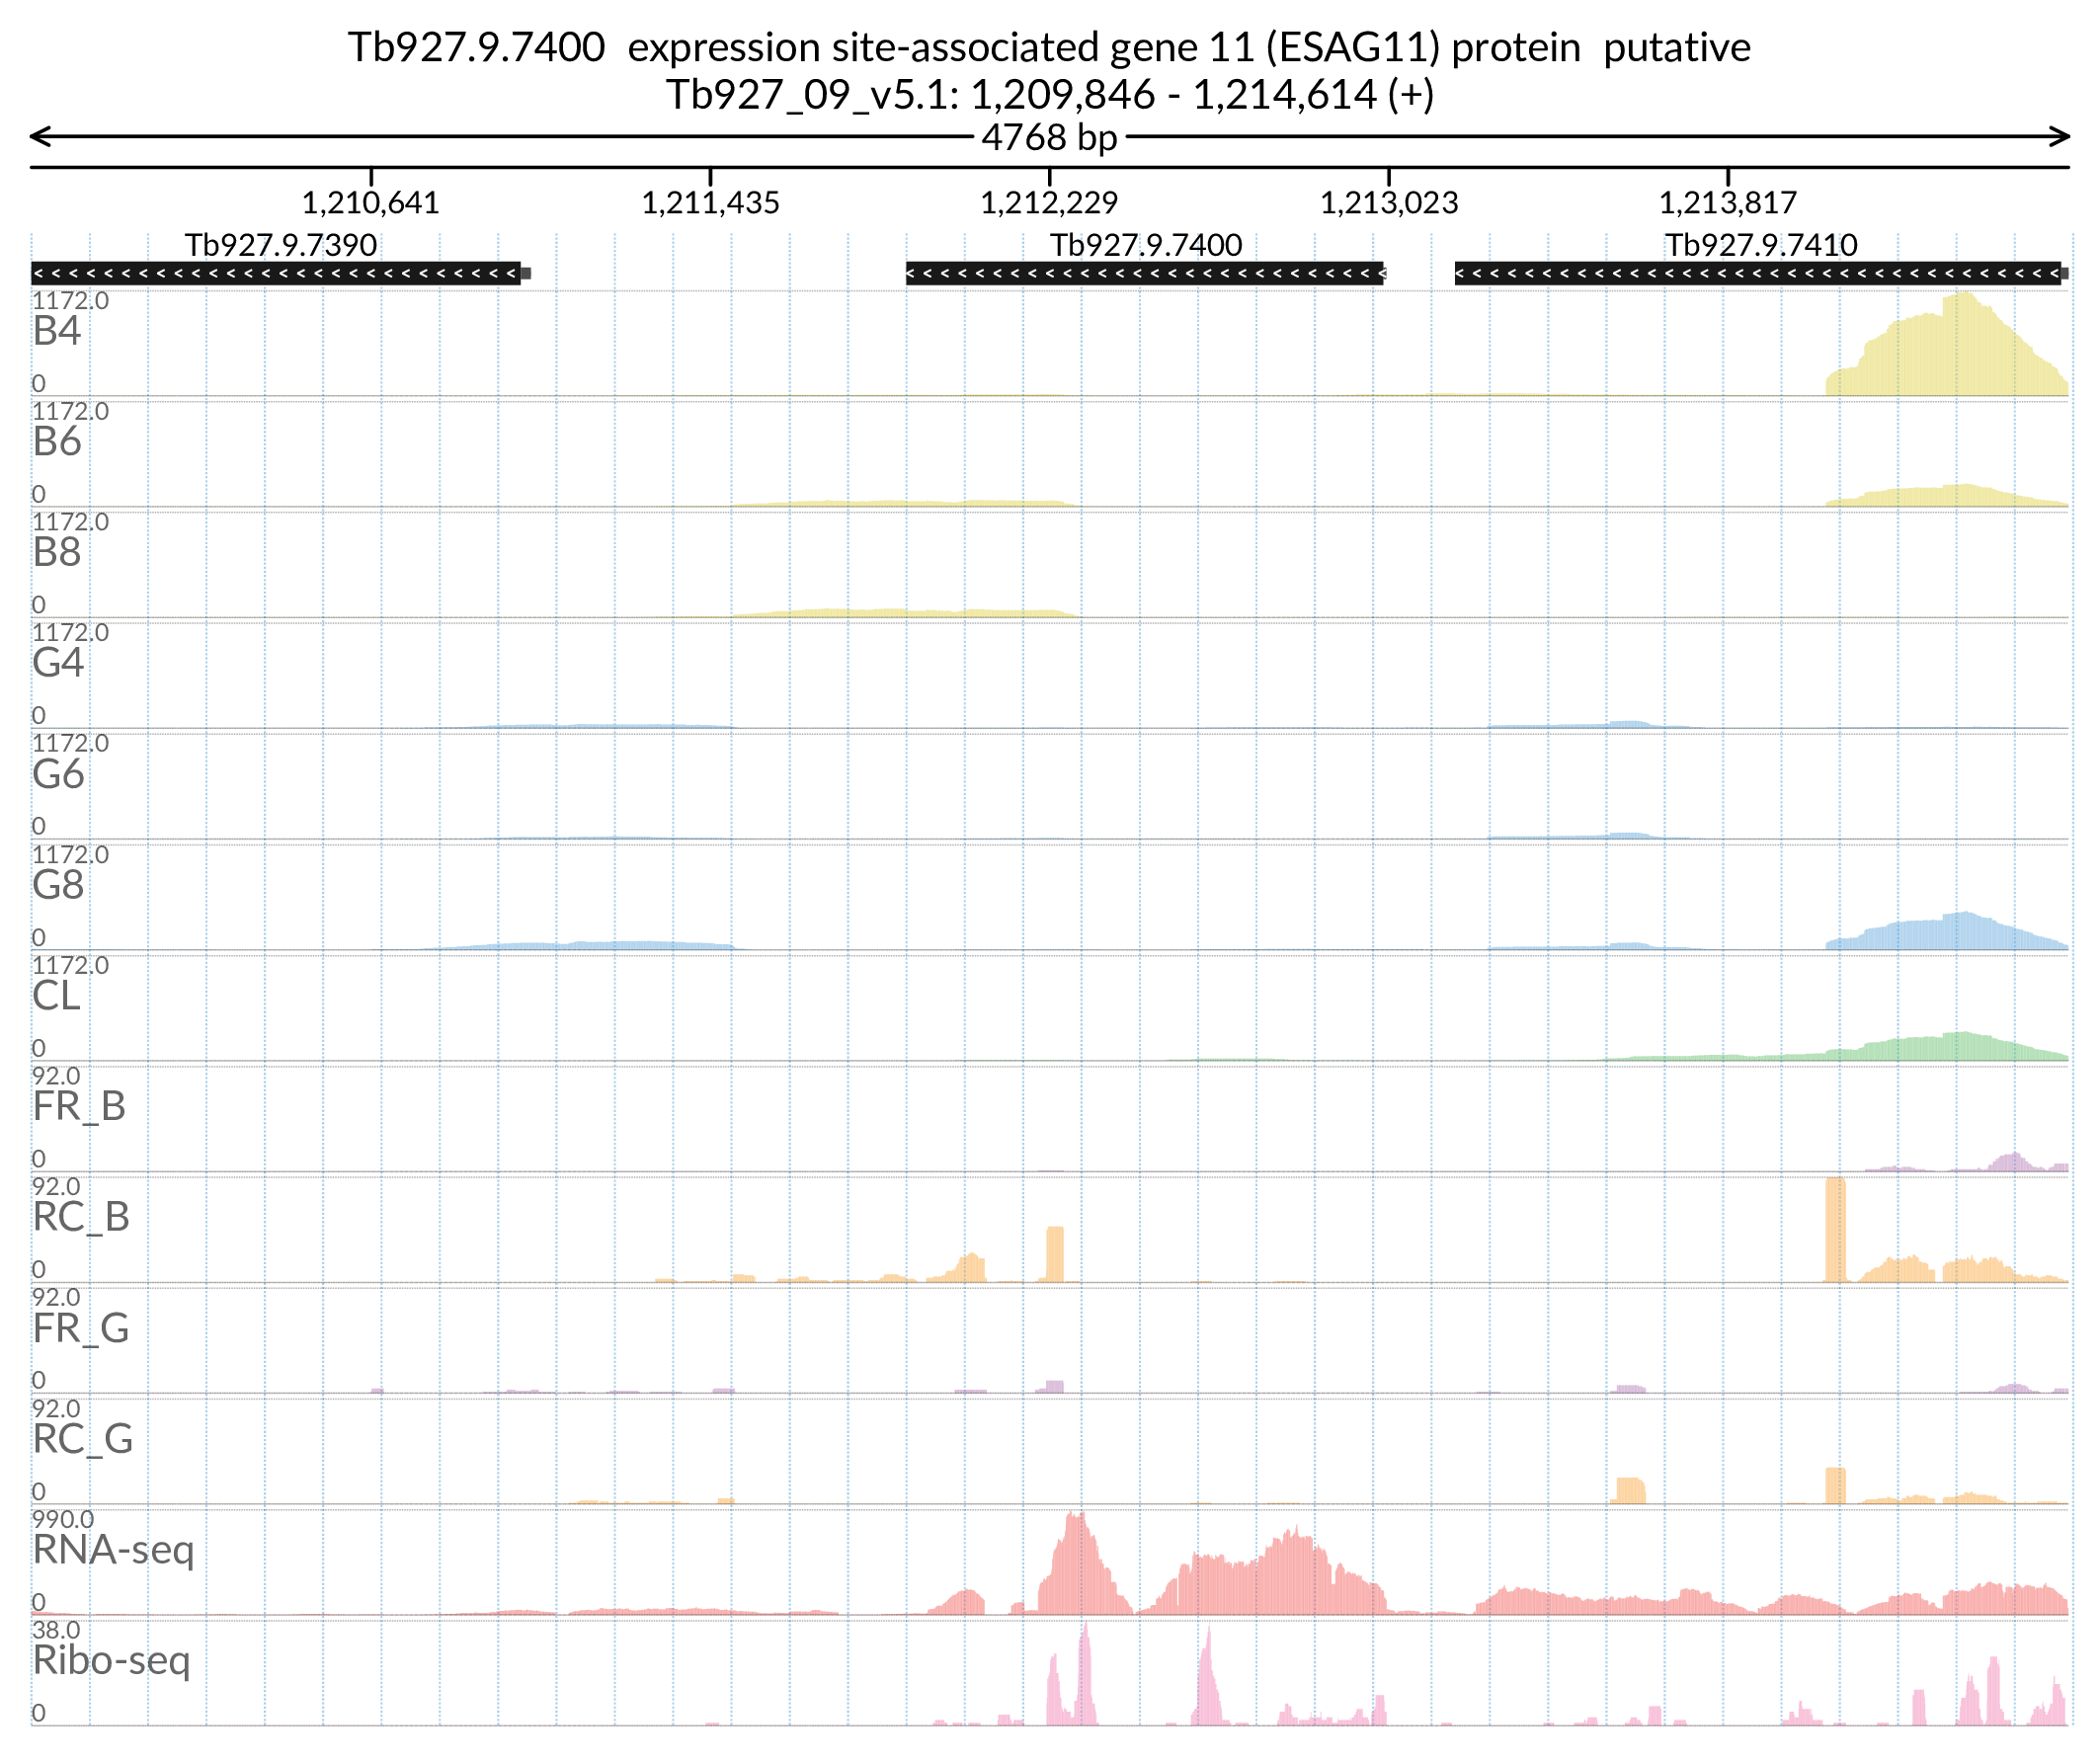 Tb927.9.7400  expression site-associated gene 11 (ESAG11) protein  putative
Tb927_09_v5.1: 1,209,846 - 1,214,614 (+)
4768 bp
1,210,641 1,211,435 1,212,229 1,213,023 1,213,817
Tb927.9.7390 Tb927.9.7400 Tb927.9.7410
1172.0
B4
0
1172.0
B6
0
1172.0
B8
0
1172.0
G4
0
1172.0
G6
0
1172.0
G8
0
1172.0
CL
0
92.0
FR_B
0
92.0
RC_B
0
92.0
FR_G
0
92.0
RC_G
0
990.0
RNA-seq
0
38.0
Ribo-seq
0